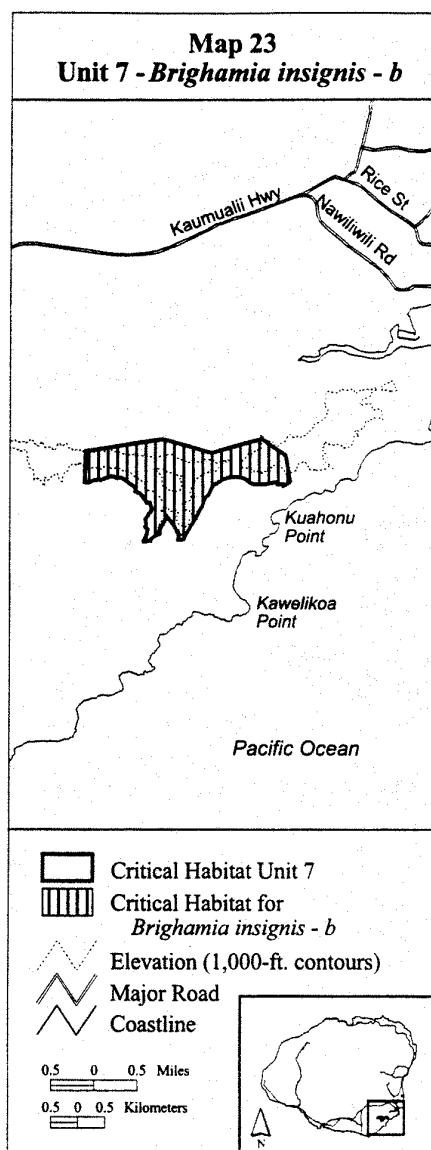 Map 23
Unit 7 - Brighamia insignis - b
Kaumualii Hwy
Rice St
Nawiliwili Rd
Kuahonu
Point
Kawelikoa
Point
Pacific Ocean
Critical Habitat Unit 7
Critical Habitat for
Brighamia insignis - b
Elevation (1,000-ft. contours)
Major Road
Coastline
0.5 0 0.5 Miles
0.5 0 0.5 Kilometers
N